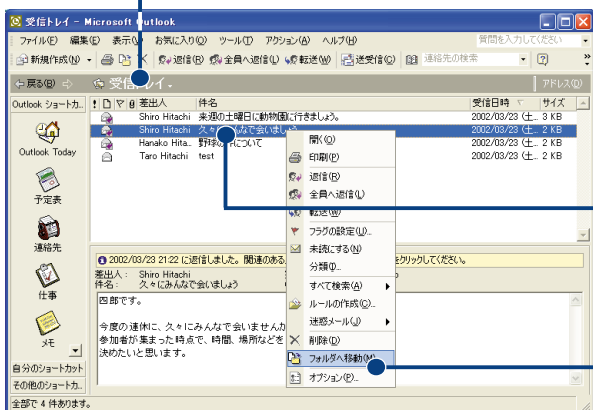 受信トレイ - Microsoft Outlook
ファイル(F) 編集(E) 表示(V) お気に入り(O) ツール(T) アクション(A) ヘルプ(H) 質問を入力してください
新規作成(N) 返信(R) 全員へ返信(L) 転送(W) 送受信(C) 連絡先の検索
戻る(B) 受信トレイ. アドレス(D)
Outlook ショートカ.. 差出人 件名 受信日時 サイズ
Shiro Hitachi 来週の土曜日に動物園に行きましょう。 2002/03/23 (土... 3 KB
Shiro Hitachi 久々にみんなで会いましょう 2002/03/23 (土... 2 KB
Hanako Hita... 野球の について 2002/03/23 (土... 2 KB
Taro Hitachi test 2002/03/23 (土... 2 KB
Outlook Today
予定表
連絡先
仕事
メモ
自分のショートカット
その他のショートカ..
開く(O)
印刷(P)
返信(R)
全員へ返信(L)
転送(W)
フラグの設定(U)...
未読にする(N)
分類(I)...
すべて検索(A)
ルールの作成(C)...
迷惑メール(J)
削除(D)
フォルダへ移動(M)...
オプション(P)...
2002/03/23 21:22 に返信しました。関連のある をクリックしてください。
差出人: Shiro Hitachi
件名: 久々にみんなで会いましょう
四郎です。
今度の連休に、久々にみんなで会いませんか
参加者が集まった時点で、時間、場所などを
決めたいと思います。
全部で 4 件あります。